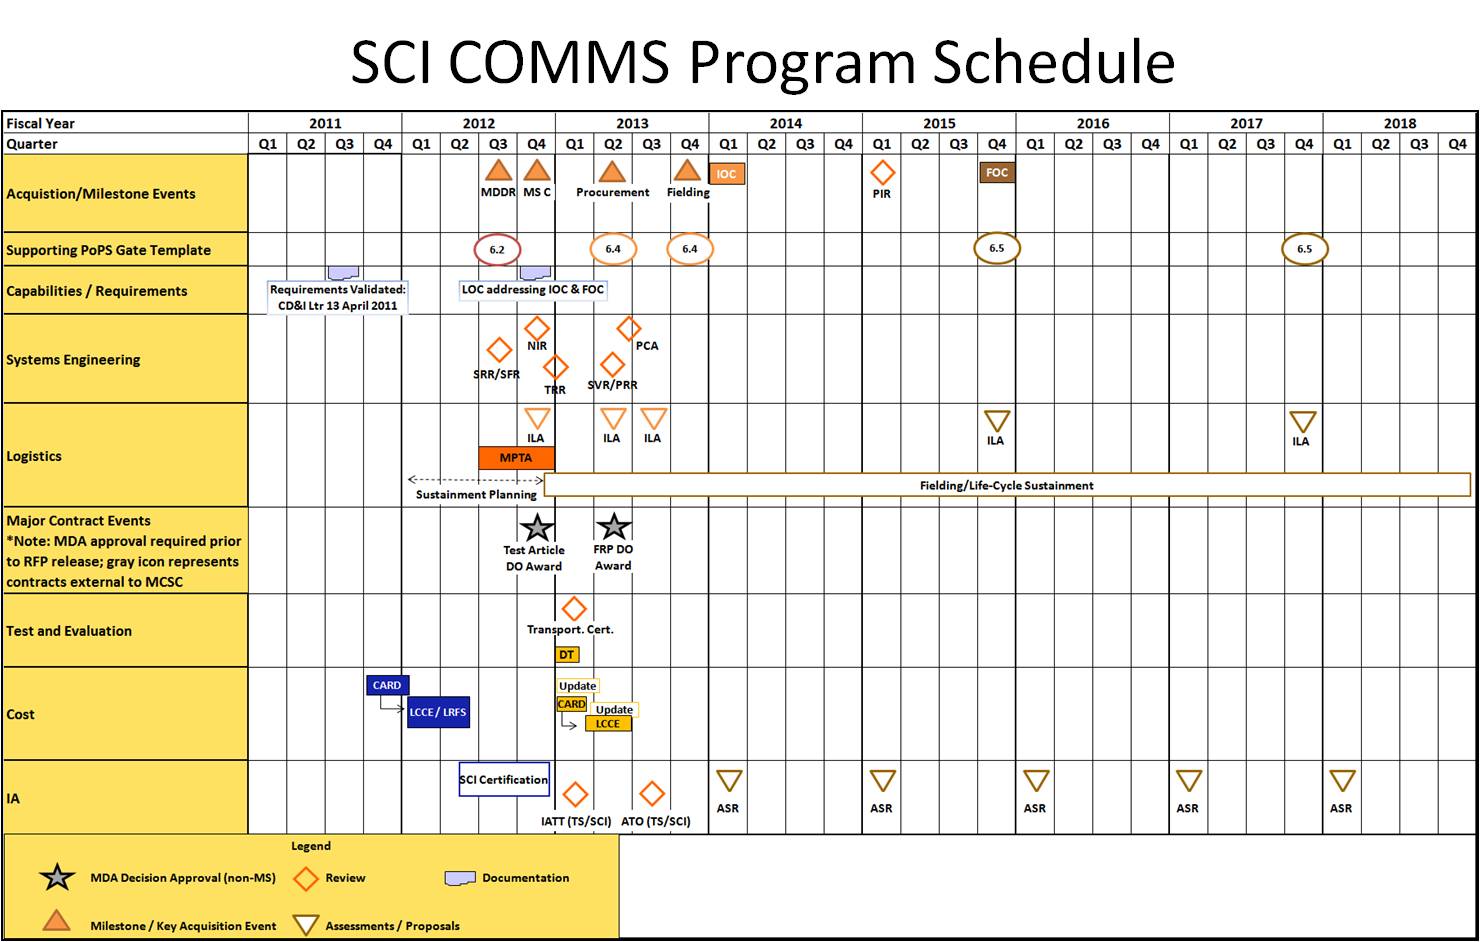 SCI COMMS Program Schedule
Fiscal Year 2011 2012 2013 2014 2015 2016 2017 2018
Quarter Q1 Q2 Q3 Q4 Q1 Q2 Q3 Q4 Q1 Q2 Q3 Q4 Q1 Q2 Q3 Q4 Q1 Q2 Q3 Q4 Q1 Q2 Q3 Q4 Q1 Q2 Q3 Q4 Q1 Q2 Q3 Q4
Acquistion/Milestone Events
IOC FOC
MDDR MS C Procurement Fielding PIR
Supporting PoPS Gate Template 6.2 6.4 6.4 6.5 6.5
Capabilities / Requirements
Requirements Validated:
CD&I Ltr 13 April 2011
LOC addressing IOC & FOC
Systems Engineering
NIR PCA
SRR/SFR TRR SVR/PRR
Logistics
ILA ILA ILA ILA ILA
MPTA
Sustainment Planning
Fielding/Life-Cycle Sustainment
Major Contract Events
*Note: MDA approval required prior
to RFP release; gray icon represents
contracts external to MCSC
Test Article
DO Award
FRP DO
Award
Test and Evaluation
Transport. Cert.
DT
Cost
CARD
LCCE / LRFS
Update
CARD
Update
LCCE
IA
SCI Certification
IATT (TS/SCI) ATO (TS/SCI) ASR ASR ASR ASR ASR
Legend
MDA Decision Approval (non-MS) Review Documentation
Milestone / Key Acquisition Event Assessments / Proposals